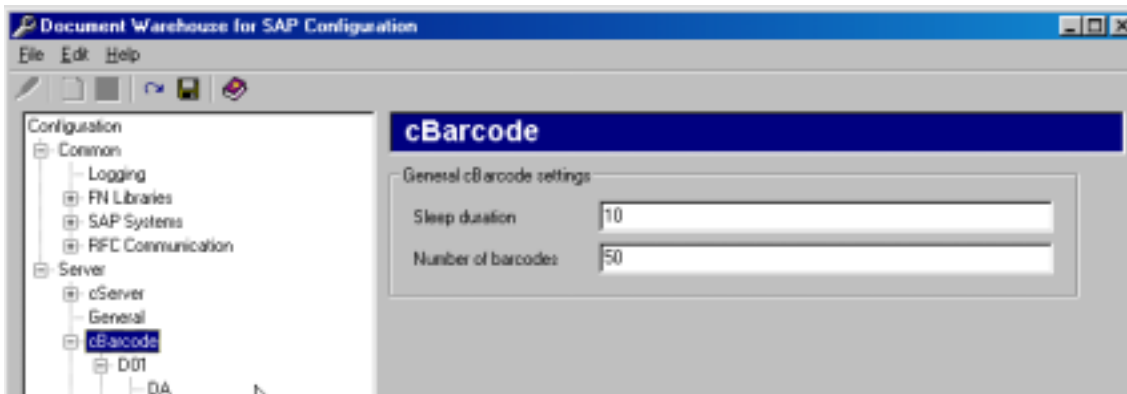 Document Warehouse for SAP Configuration
File Edit Help
Configuration
Common
Logging
FN Libraries
SAP Systems
RFC Communication
Server
cServer
General
cBarcode
D01
DA
cBarcode
General cBarcode settings
Sleep duration 10
Number of barcodes 50